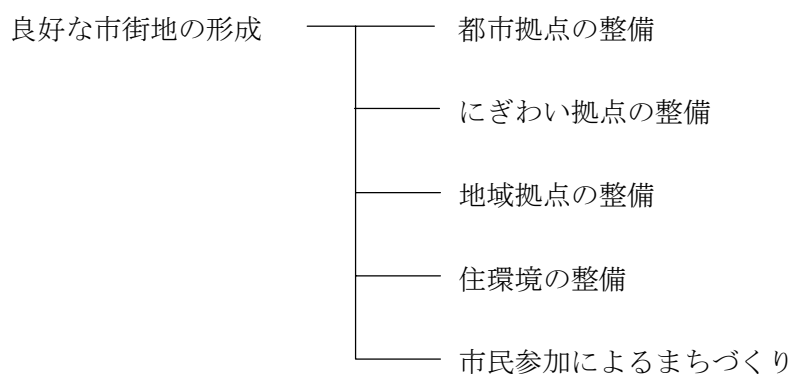 良好な市街地の形成
都市拠点の整備
にぎわい拠点の整備
地域拠点の整備
住環境の整備
市民参加によるまちづくり